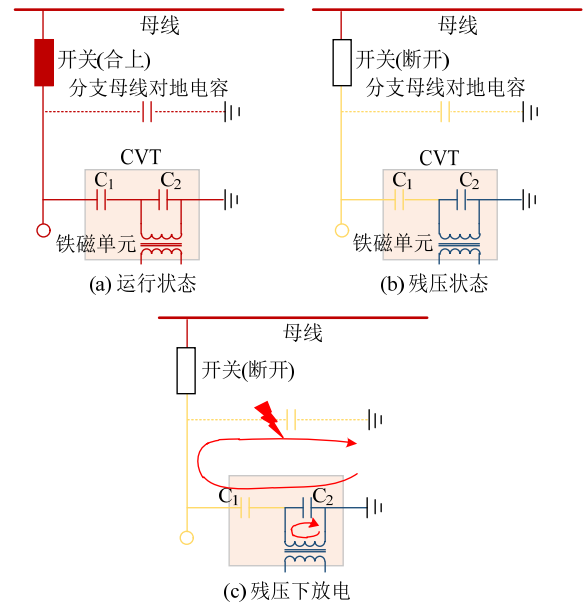 母线
开关(合上)
分支母线对地电容
CVT
C₁
C₂
铁磁单元
(a) 运行状态
母线
开关(断开)
分支母线对地电容
CVT
C₁
C₂
铁磁单元
(b) 残压状态
母线
开关(断开)
C₁
C₂
(c) 残压下放电